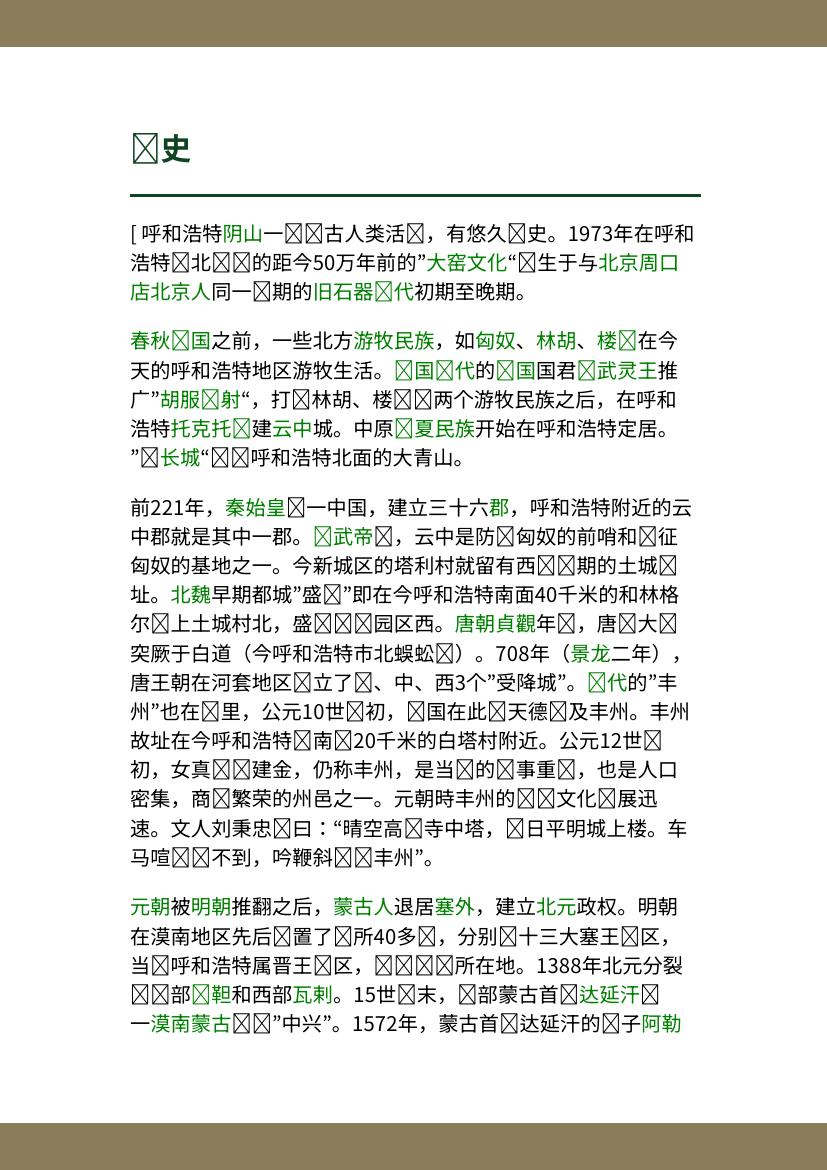 ☒史
[ 呼和浩特阴山一☒☒古人类活☒，有悠久☒史。1973年在呼和
浩特☒北☒☒的距今50万年前的”大窑文化“☒生于与北京周口
店北京人同一☒期的旧石器☒代初期至晚期。
春秋☒国之前，一些北方游牧民族，如匈奴、林胡、楼☒在今
天的呼和浩特地区游牧生活。☒国☒代的☒国国君☒武灵王推
广”胡服☒射“，打☒林胡、楼☒☒两个游牧民族之后，在呼和
浩特托克托☒建云中城。中原☒夏民族开始在呼和浩特定居。
”☒长城“☒☒呼和浩特北面的大青山。
前221年，秦始皇☒一中国，建立三十六郡，呼和浩特附近的云
中郡就是其中一郡。☒武帝☒，云中是防☒匈奴的前哨和☒征
匈奴的基地之一。今新城区的塔利村就留有西☒☒期的土城☒
址。北魏早期都城”盛☒”即在今呼和浩特南面40千米的和林格
尔☒上土城村北，盛☒☒☒园区西。唐朝貞觀年☒，唐☒大☒
突厥于白道（今呼和浩特市北蜈蚣☒）。708年（景龙二年），
唐王朝在河套地区☒立了☒、中、西3个”受降城”。☒代的”丰
州”也在☒里，公元10世☒初，☒国在此☒天德☒及丰州。丰州
故址在今呼和浩特☒南☒20千米的白塔村附近。公元12世☒
初，女真☒☒建金，仍称丰州，是当☒的☒事重☒，也是人口
密集，商☒繁荣的州邑之一。元朝時丰州的☒☒文化☒展迅
速。文人刘秉忠☒曰：“晴空高☒寺中塔，☒日平明城上楼。车
马喧☒☒不到，吟鞭斜☒☒丰州”。
元朝被明朝推翻之后，蒙古人退居塞外，建立北元政权。明朝
在漠南地区先后☒置了☒所40多☒，分别☒十三大塞王☒区，
当☒呼和浩特属晋王☒区，☒☒☒☒所在地。1388年北元分裂
☒☒部☒靼和西部瓦剌。15世☒末，☒部蒙古首☒达延汗☒
一漠南蒙古☒☒”中兴”。1572年，蒙古首☒达延汗的☒子阿勒